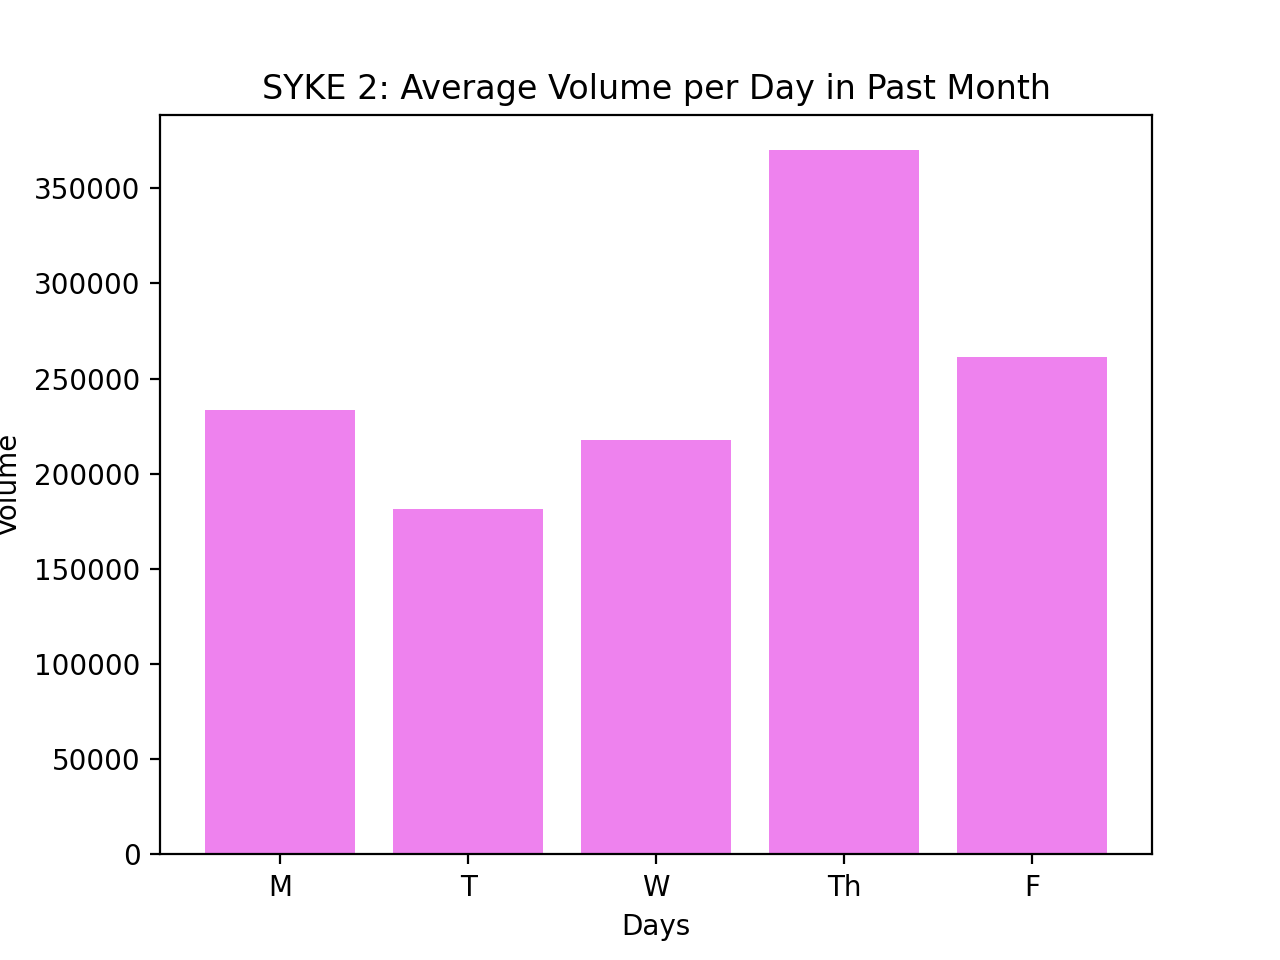 SYKE 2: Average Volume per Day in Past Month
350000
300000
250000
200000
150000
100000
50000
0
Volume
M T W Th F
Days